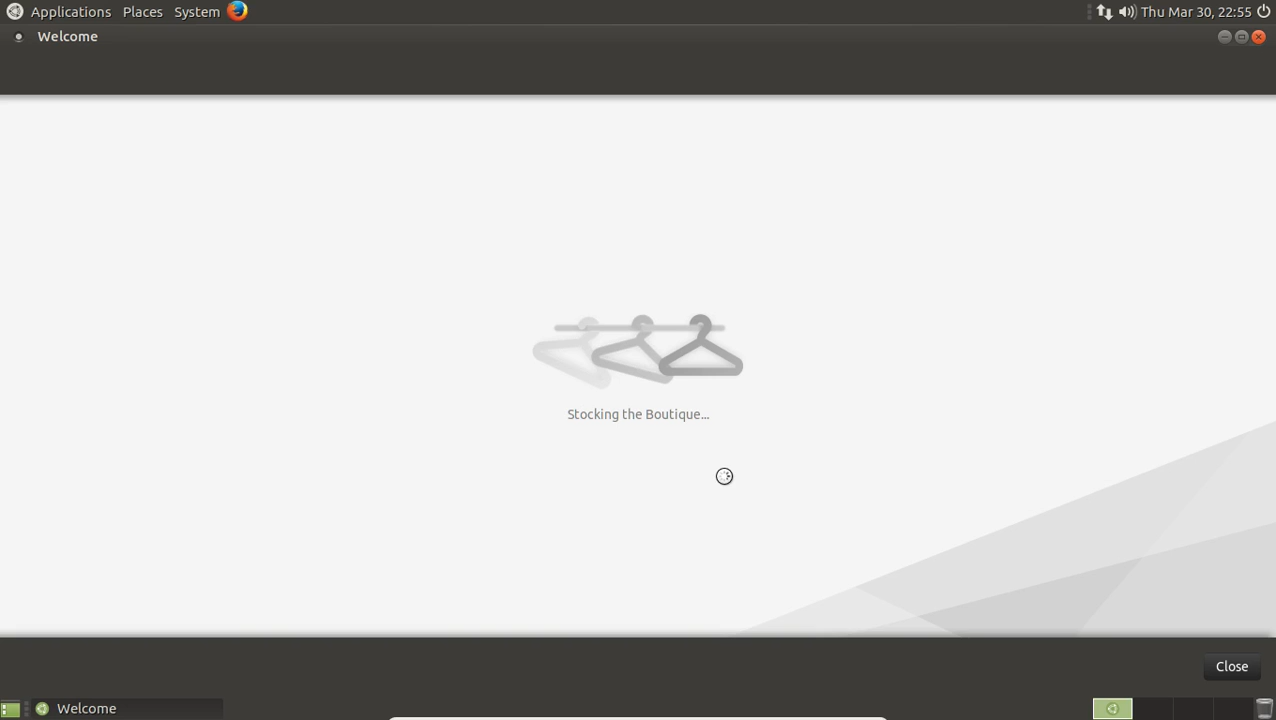 Applications Places System Thu Mar 30, 22:55
Welcome
Stocking the Boutique...
Close
Welcome